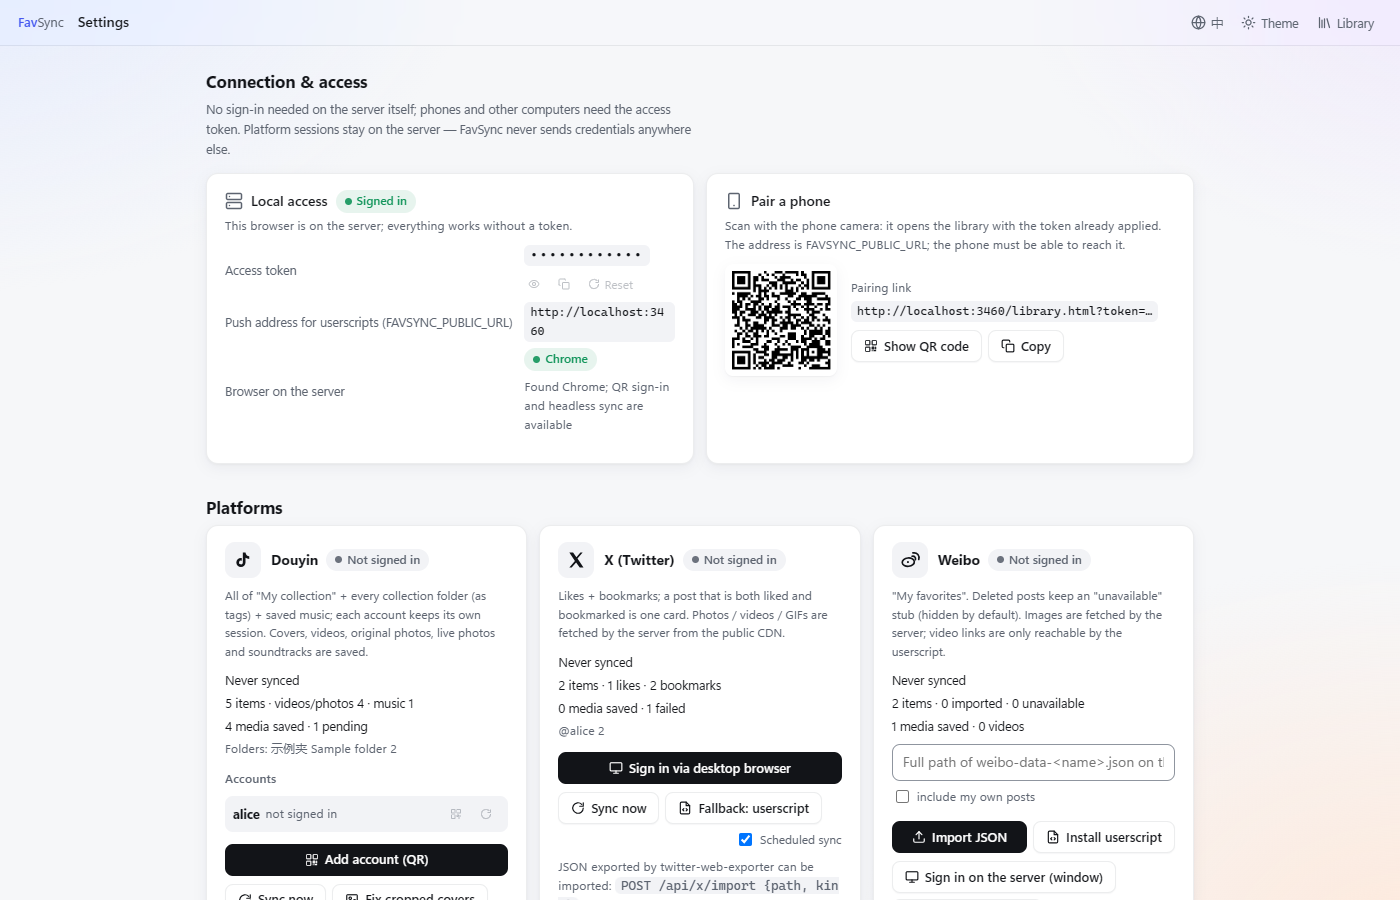 FavSync Settings
中 Theme Library
Connection & access
No sign-in needed on the server itself; phones and other computers need the access
token. Platform sessions stay on the server — FavSync never sends credentials anywhere
else.
Local access Signed in
This browser is on the server; everything works without a token.
Access token
••••••••••••
Reset
Push address for userscripts (FAVSYNC_PUBLIC_URL)
http://localhost:34
60
Browser on the server
Chrome
Found Chrome; QR sign-in
and headless sync are
available
Pair a phone
Scan with the phone camera: it opens the library with the token already applied.
The address is FAVSYNC_PUBLIC_URL; the phone must be able to reach it.
Pairing link
http://localhost:3460/library.html?token=…
Show QR code Copy
Platforms
Douyin Not signed in
All of "My collection" + every collection folder (as
tags) + saved music; each account keeps its own
session. Covers, videos, original photos, live photos
and soundtracks are saved.
Never synced
5 items · videos/photos 4 · music 1
4 media saved · 1 pending
Folders: 示例夹 Sample folder 2
Accounts
alice not signed in
Add account (QR)
Sync now Fix cropped covers
X (Twitter) Not signed in
Likes + bookmarks; a post that is both liked and
bookmarked is one card. Photos / videos / GIFs are
fetched by the server from the public CDN.
Never synced
2 items · 1 likes · 2 bookmarks
0 media saved · 1 failed
@alice 2
Sign in via desktop browser
Sync now Fallback: userscript
Scheduled sync
JSON exported by twitter-web-exporter can be
imported: POST /api/x/import {path, kin
Weibo Not signed in
"My favorites". Deleted posts keep an "unavailable"
stub (hidden by default). Images are fetched by the
server; video links are only reachable by the
userscript.
Never synced
2 items · 0 imported · 0 unavailable
1 media saved · 0 videos
Full path of weibo-data-<name>.json on t
include my own posts
Import JSON Install userscript
Sign in on the server (window)